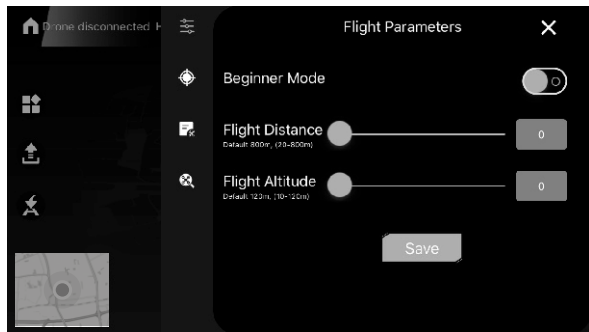 Drone disconnected H
Flight Parameters
Beginner Mode
Flight Distance
Default 800m, (20-800m)
0
Flight Altitude
Default 120m, (10-120m)
0
Save